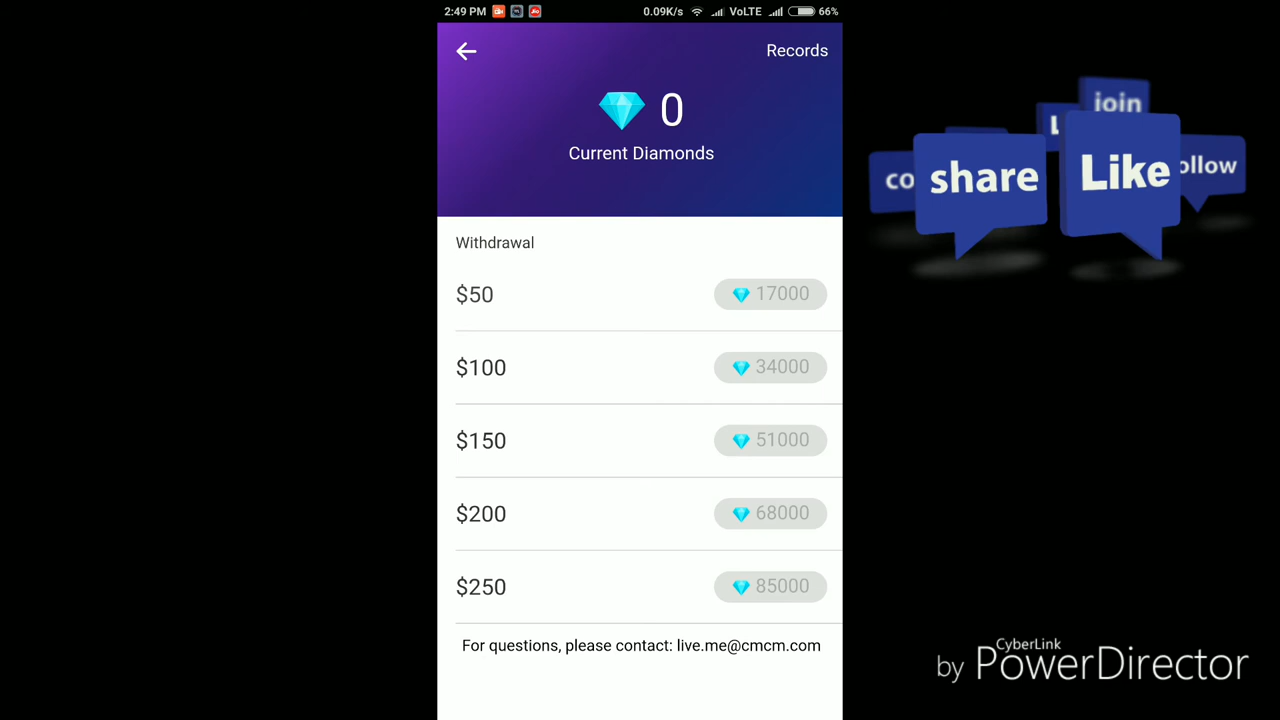 2:49 PM 0.09K/s VoLTE 66%
Records
0
Current Diamonds
Withdrawal
$50 17000
$100 34000
$150 51000
$200 68000
$250 85000
For questions, please contact: live.me@cmcm.com
join
L
co share Like ollow
CyberLink
by PowerDirector